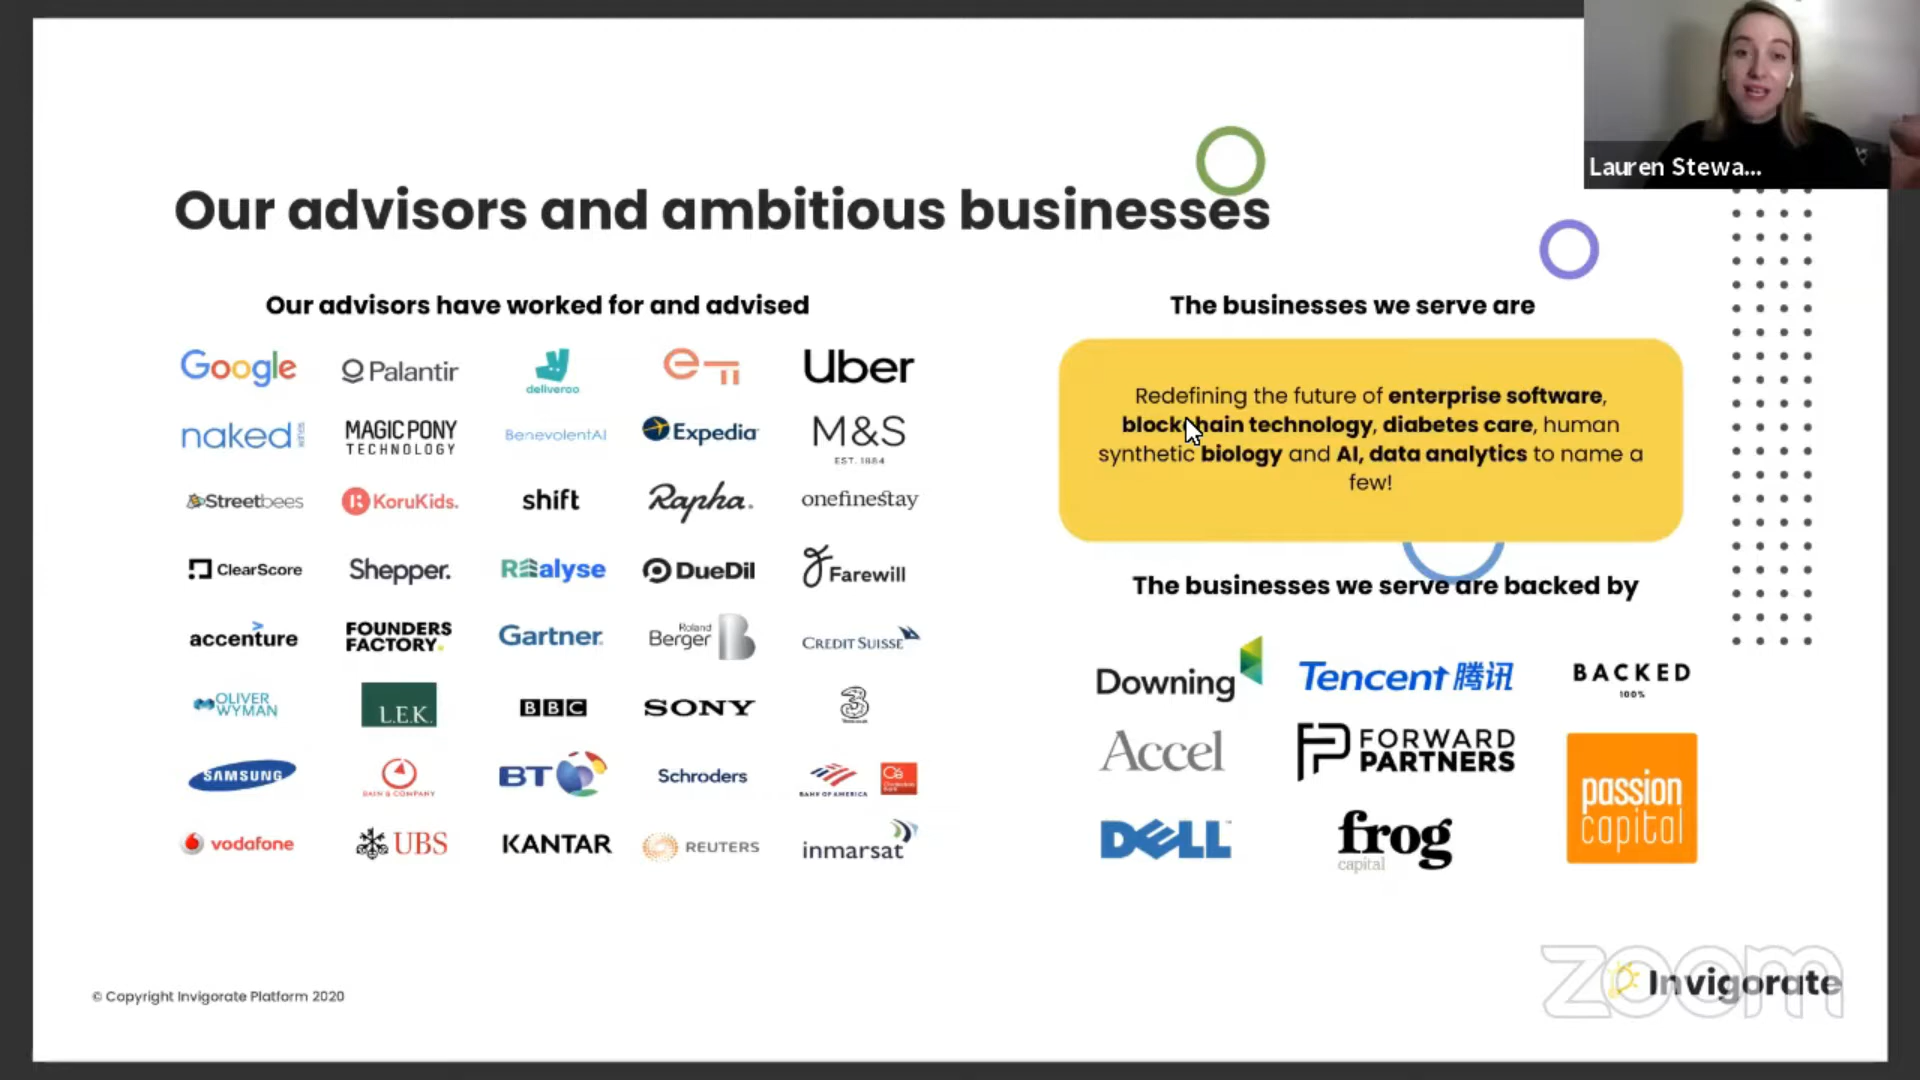 Lauren Stewa...
Our advisors and ambitious businesses
Our advisors have worked for and advised
Google
Palantir
deliveroo
Uber
naked wines
MAGIC PONY
TECHNOLOGY
BenevolentAI
Expedia
M&S
EST. 1884
Streetbees
KoruKids.
shift
Rapha.
onefinestay
ClearScore
Shepper.
Realyse
DueDil
Farewill
accenture
FOUNDERS
FACTORY.
Gartner.
Roland
Berger
CREDIT SUISSE
OLIVER
WYMAN
L.E.K.
BBC
SONY
3
SAMSUNG
BAIN & COMPANY
BT
Schroders
BANK OF AMERICA
vodafone
UBS
KANTAR
REUTERS
inmarsat
The businesses we serve are
Redefining the future of enterprise software,
blockchain technology, diabetes care, human
synthetic biology and AI, data analytics to name a
few!
The businesses we serve are backed by
Downing
Tencent 腾讯
BACKED
100%
Accel
FORWARD
PARTNERS
passion
capital
DELL
frog
capital
© Copyright Invigorate Platform 2020
Invigorate
zoom